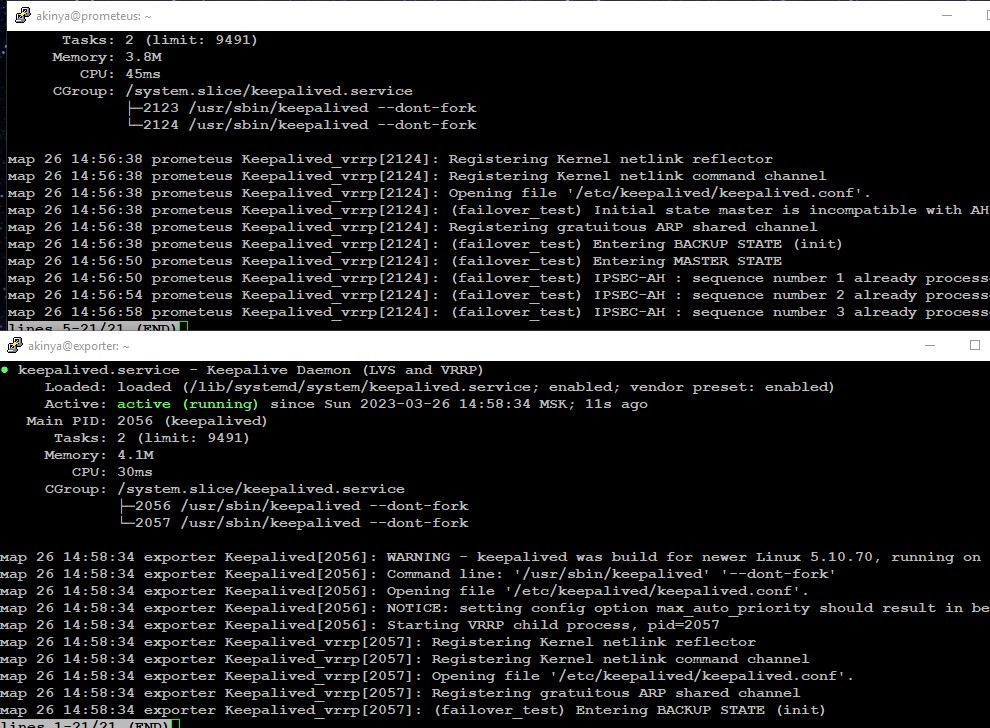 akinya@prometeus: ~
Tasks: 2 (limit: 9491)
Memory: 3.8M
CPU: 45ms
CGroup: /system.slice/keepalived.service
├─2123 /usr/sbin/keepalived --dont-fork
└─2124 /usr/sbin/keepalived --dont-fork
мар 26 14:56:38 prometeus Keepalived_vrrp[2124]: Registering Kernel netlink reflector
мар 26 14:56:38 prometeus Keepalived_vrrp[2124]: Registering Kernel netlink command channel
мар 26 14:56:38 prometeus Keepalived_vrrp[2124]: Opening file '/etc/keepalived/keepalived.conf'.
мар 26 14:56:38 prometeus Keepalived_vrrp[2124]: (failover_test) Initial state master is incompatible with AH
мар 26 14:56:38 prometeus Keepalived_vrrp[2124]: Registering gratuitous ARP shared channel
мар 26 14:56:38 prometeus Keepalived_vrrp[2124]: (failover_test) Entering BACKUP STATE (init)
мар 26 14:56:50 prometeus Keepalived_vrrp[2124]: (failover_test) Entering MASTER STATE
мар 26 14:56:50 prometeus Keepalived_vrrp[2124]: (failover_test) IPSEC-AH : sequence number 1 already processe
мар 26 14:56:54 prometeus Keepalived_vrrp[2124]: (failover_test) IPSEC-AH : sequence number 2 already processe
мар 26 14:56:58 prometeus Keepalived_vrrp[2124]: (failover_test) IPSEC-AH : sequence number 3 already processe
lines 5-21/21 (END)
akinya@exporter: ~
● keepalived.service - Keepalive Daemon (LVS and VRRP)
Loaded: loaded (/lib/systemd/system/keepalived.service; enabled; vendor preset: enabled)
Active: active (running) since Sun 2023-03-26 14:58:34 MSK; 11s ago
Main PID: 2056 (keepalived)
Tasks: 2 (limit: 9491)
Memory: 4.1M
CPU: 30ms
CGroup: /system.slice/keepalived.service
├─2056 /usr/sbin/keepalived --dont-fork
└─2057 /usr/sbin/keepalived --dont-fork
мар 26 14:58:34 exporter Keepalived[2056]: WARNING - keepalived was build for newer Linux 5.10.70, running on
мар 26 14:58:34 exporter Keepalived[2056]: Command line: '/usr/sbin/keepalived' '--dont-fork'
мар 26 14:58:34 exporter Keepalived[2056]: Opening file '/etc/keepalived/keepalived.conf'.
мар 26 14:58:34 exporter Keepalived[2056]: NOTICE: setting config option max_auto_priority should result in be
мар 26 14:58:34 exporter Keepalived[2056]: Starting VRRP child process, pid=2057
мар 26 14:58:34 exporter Keepalived_vrrp[2057]: Registering Kernel netlink reflector
мар 26 14:58:34 exporter Keepalived_vrrp[2057]: Registering Kernel netlink command channel
мар 26 14:58:34 exporter Keepalived_vrrp[2057]: Opening file '/etc/keepalived/keepalived.conf'.
мар 26 14:58:34 exporter Keepalived_vrrp[2057]: Registering gratuitous ARP shared channel
мар 26 14:58:34 exporter Keepalived_vrrp[2057]: (failover_test) Entering BACKUP STATE (init)
lines 1-21/21 (END)